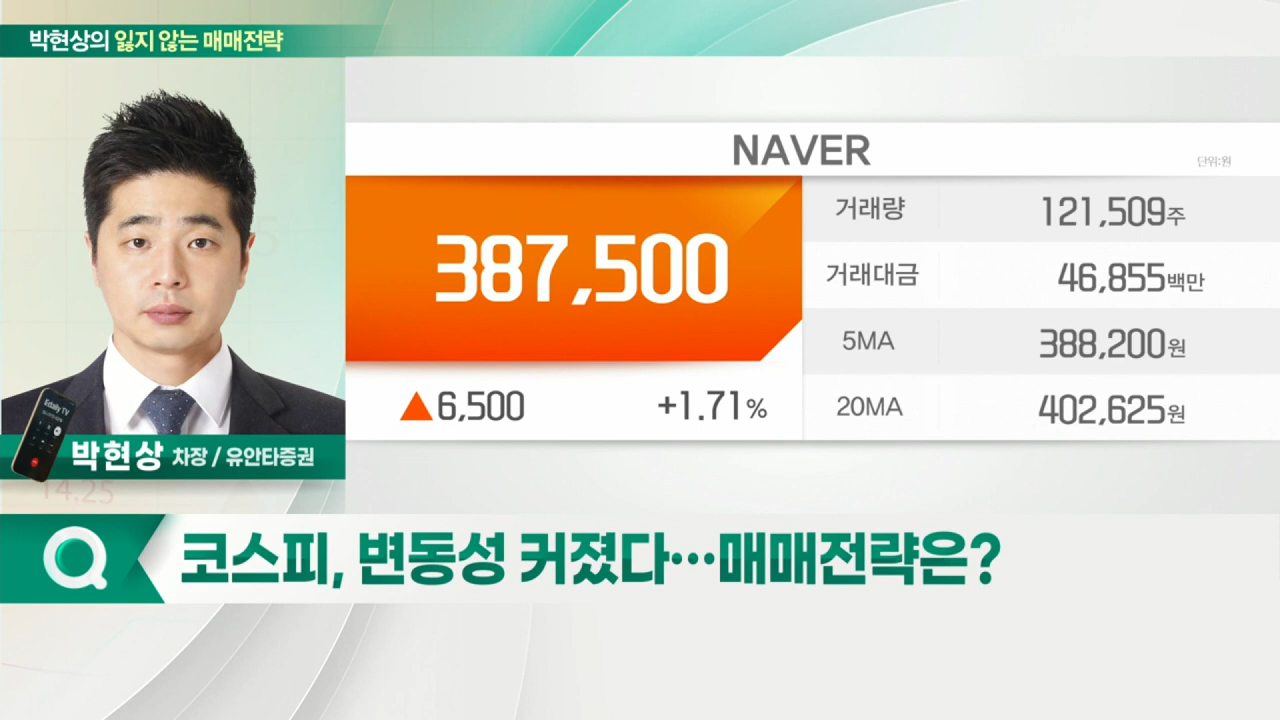 박현상의 잃지 않는 매매전략
NAVER
단위:원
387,500
▲6,500 +1.71%
거래량 121,509주
거래대금 46,855백만
5MA 388,200원
20MA 402,625원
Edaily TV
박현상 차장 / 유안타증권
14.25
Q 코스피, 변동성 커졌다…매매전략은?